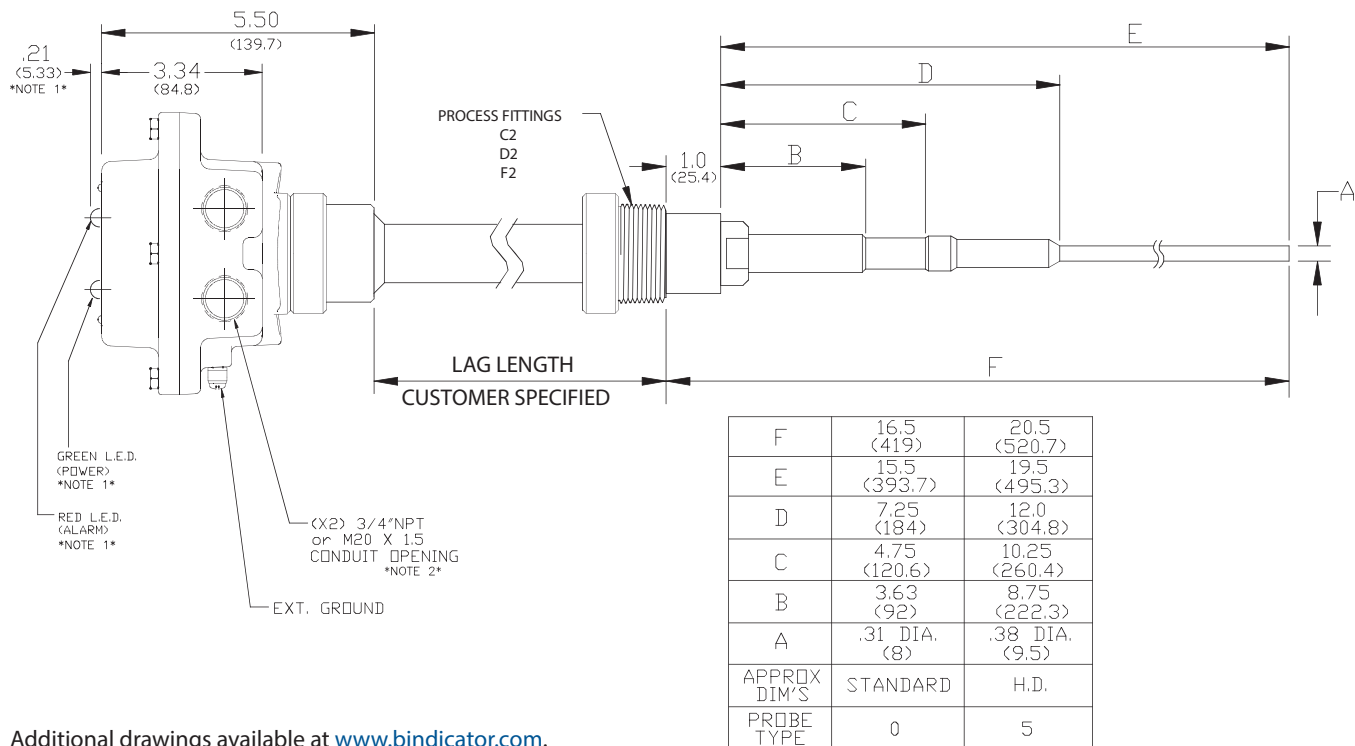 5.50
(139.7)
.21
(5.33)
*NOTE 1*
3.34
(84.8)
PROCESS FITTINGS
C2
D2
F2
1.0
(25.4)
E
D
C
B
A
LAG LENGTH
CUSTOMER SPECIFIED
F
GREEN L.E.D.
(POWER)
*NOTE 1*
RED L.E.D.
(ALARM)
*NOTE 1*
(X2) 3/4"NPT
or M20 X 1.5
CONDUIT OPENING
*NOTE 2*
EXT. GROUND
F 16.5 20.5
(419) (520.7)
E 15.5 19.5
(393.7) (495.3)
D 7.25 12.0
(184) (304.8)
C 4.75 10.25
(120.6) (260.4)
B 3.63 8.75
(92) (222.3)
A .31 DIA. .38 DIA.
(8) (9.5)
APPROX
DIM'S STANDARD H.D.
PROBE
TYPE 0 5
Additional drawings available at www.bindicator.com.